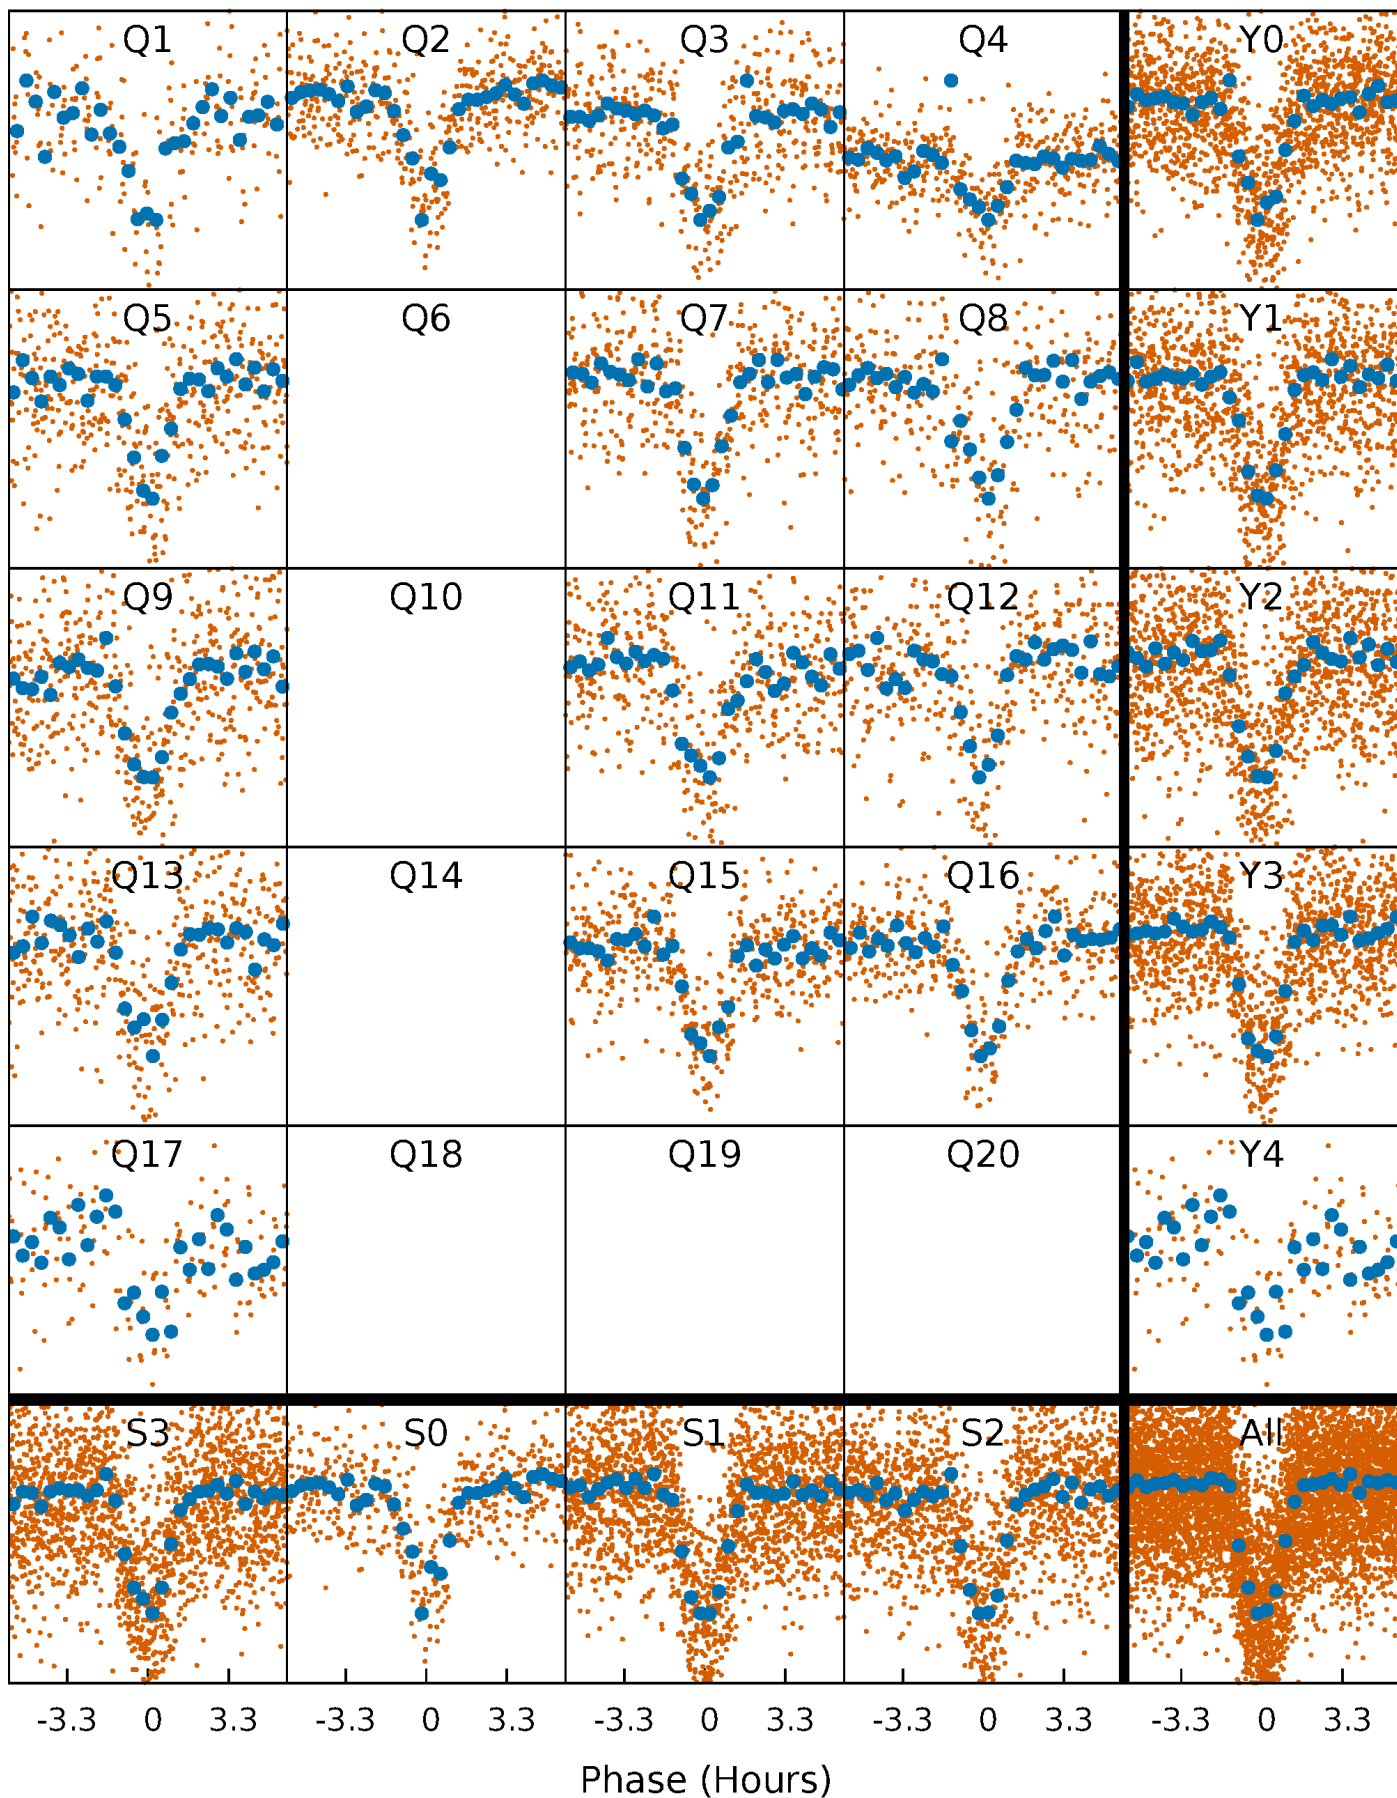 Q1 Q2 Q3 Q4 Y0
Q5 Q6 Q7 Q8 Y1
Q9 Q10 Q11 Q12 Y2
Q13 Q14 Q15 Q16 Y3
Q17 Q18 Q19 Q20 Y4
S3 S0 S1 S2 All
-3.3 0 3.3 -3.3 0 3.3 -3.3 0 3.3 -3.3 0 3.3 -3.3 0 3.3
Phase (Hours)